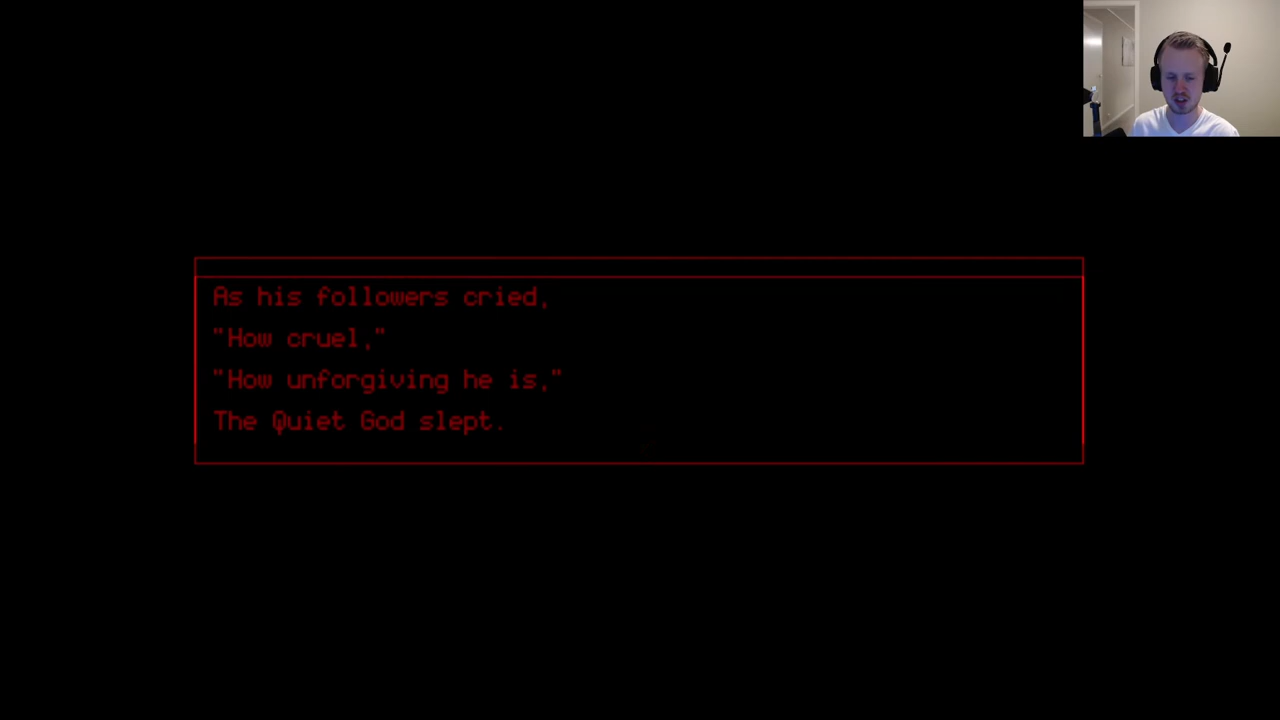 As his followers cried,
"How cruel,"
"How unforgiving he is,"
The Quiet God slept.